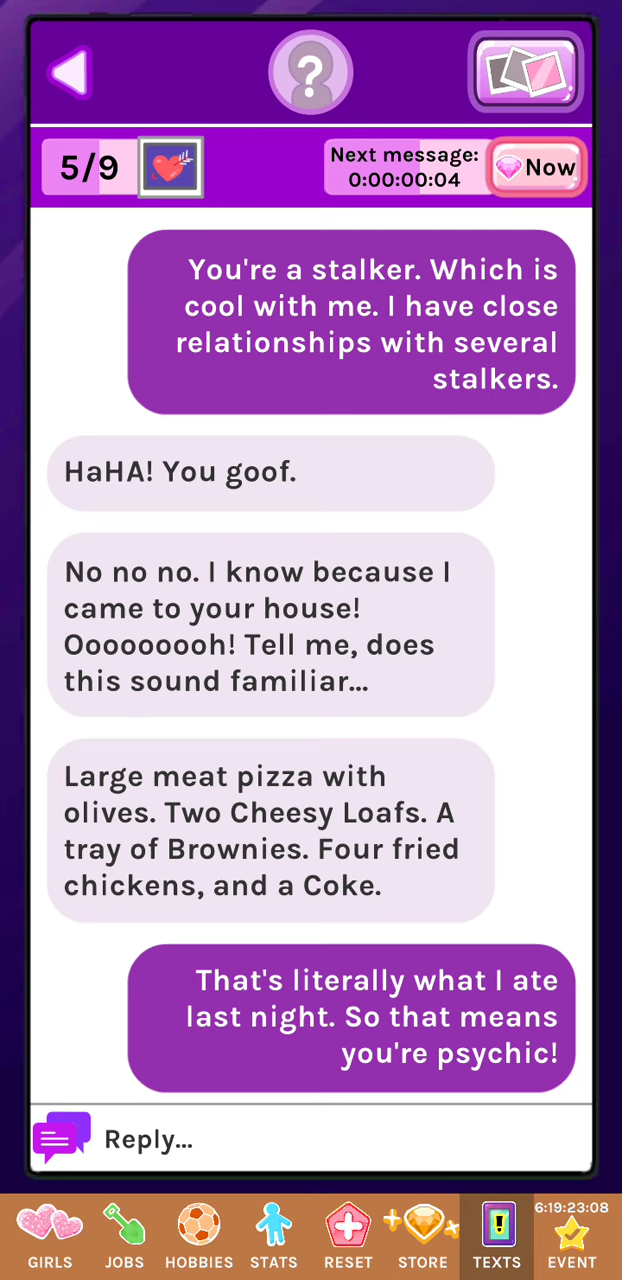 ?
5/9
Next message:
0:00:00:04
Now
You're a stalker. Which is
cool with me. I have close
relationships with several
stalkers.
HaHA! You goof.
No no no. I know because I
came to your house!
Ooooooooh! Tell me, does
this sound familiar...
Large meat pizza with
olives. Two Cheesy Loafs. A
tray of Brownies. Four fried
chickens, and a Coke.
That's literally what I ate
last night. So that means
you're psychic!
Reply...
6:19:23:08
GIRLS JOBS HOBBIES STATS RESET STORE TEXTS EVENT